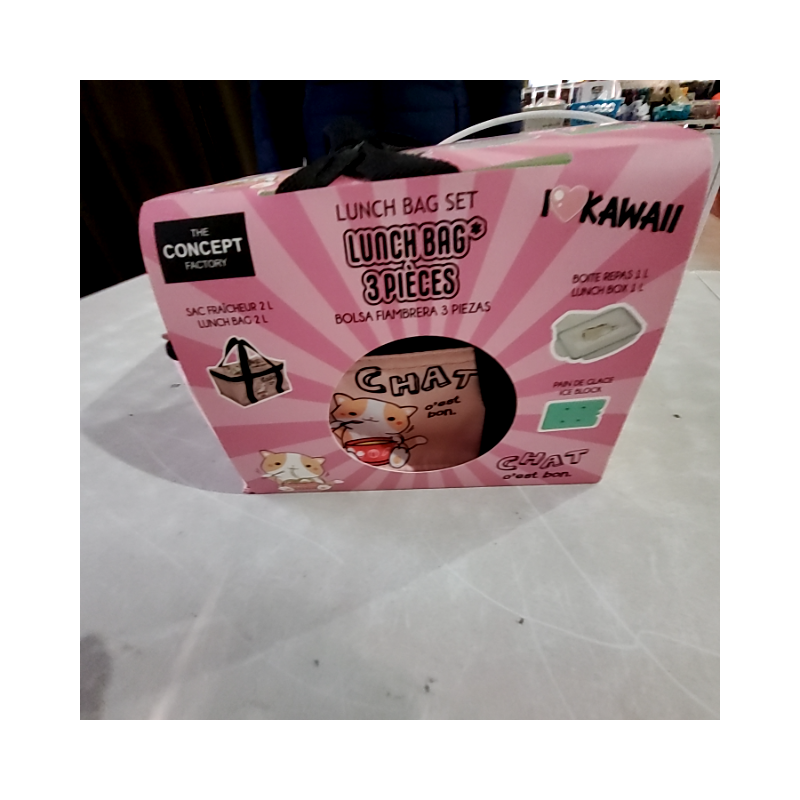 THE
CONCEPT
FACTORY
LUNCH BAG SET
LUNCH BAG*
3 PIÈCES
BOLSA FIAMBRERA 3 PIEZAS
I KAWAII
SAC FRAÎCHEUR 2 L
LUNCH BAG 2 L
BOITE REPAS 1 L
LUNCH BOX 1 L
PAIN DE GLACE
ICE BLOCK
CHAT
c'est
bon.
CHAT
c'est bon.